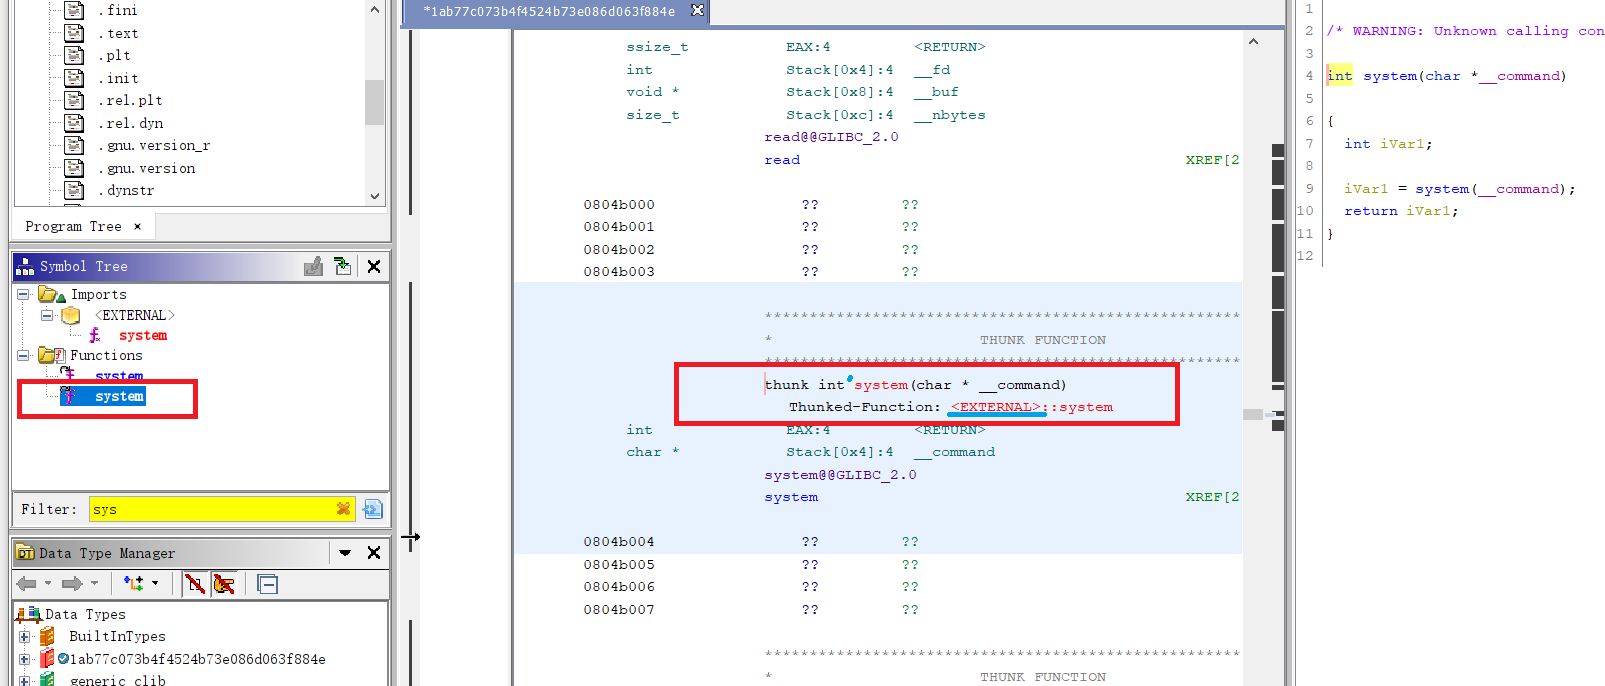 .fini
.text
.plt
.init
.rel.plt
.rel.dyn
.gnu.version_r
.gnu.version
.dynstr
Program Tree ×
Symbol Tree
Imports
<EXTERNAL>
system
Functions
system
system
Filter: sys
Data Type Manager
Data Types
BuiltInTypes
1ab77c073b4f4524b73e086d063f884e
generic_clib
*1ab77c073b4f4524b73e086d063f884e
ssize_t EAX:4 <RETURN>
int Stack[0x4]:4 __fd
void * Stack[0x8]:4 __buf
size_t Stack[0xc]:4 __nbytes
read@@GLIBC_2.0
read XREF[2
0804b000 ?? ??
0804b001 ?? ??
0804b002 ?? ??
0804b003 ?? ??
*****************************************************
* THUNK FUNCTION
*****************************************************
thunk int system(char * __command)
Thunked-Function: <EXTERNAL>::system
int EAX:4 <RETURN>
char * Stack[0x4]:4 __command
system@@GLIBC_2.0
system XREF[2
0804b004 ?? ??
0804b005 ?? ??
0804b006 ?? ??
0804b007 ?? ??
*****************************************************
* THUNK FUNCTION
1
2 /* WARNING: Unknown calling con
3
4 int system(char *__command)
5
6 {
7 int iVar1;
8
9 iVar1 = system(__command);
10 return iVar1;
11 }
12